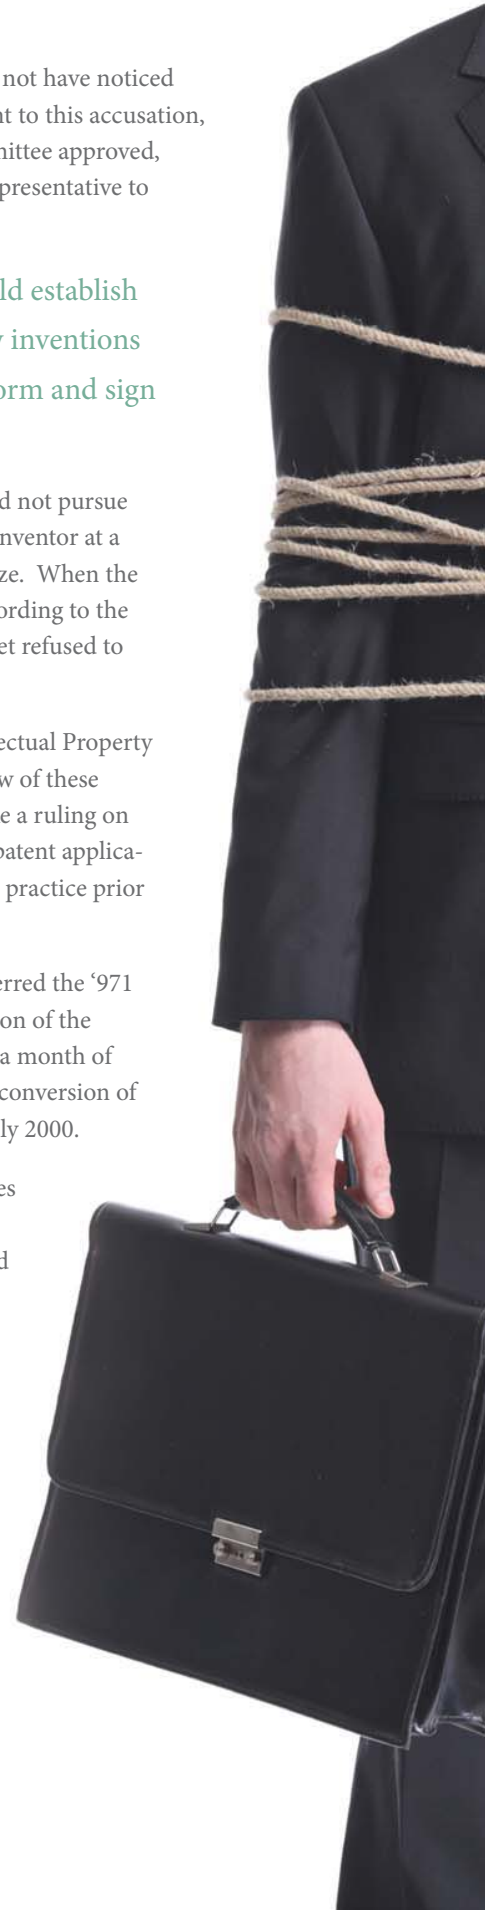 not have noticed
nt to this accusation,
mittee approved,
presentative to
ld establish
y inventions
orm and sign
d not pursue
nventor at a
ze. When the
ording to the
et refused to
ectual Property
w of these
e a ruling on
patent applica-
practice prior
erred the ‘971
on of the
a month of
conversion of
ly 2000.
es
d